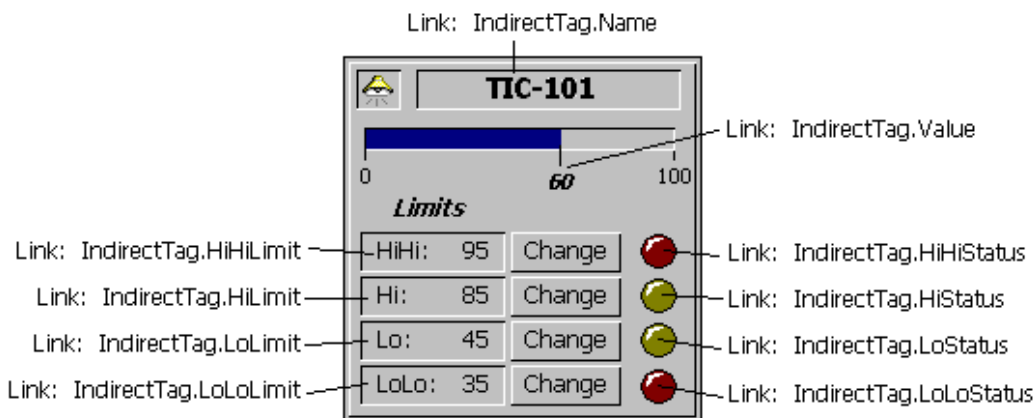 Link: IndirectTag.Name
TIC-101
Link: IndirectTag.Value
0 60 100
Limits
Link: IndirectTag.HiHiLimit HiHi: 95 Change Link: IndirectTag.HiHiStatus
Link: IndirectTag.HiLimit Hi: 85 Change Link: IndirectTag.HiStatus
Link: IndirectTag.LoLimit Lo: 45 Change Link: IndirectTag.LoStatus
Link: IndirectTag.LoLoLimit LoLo: 35 Change Link: IndirectTag.LoLoStatus